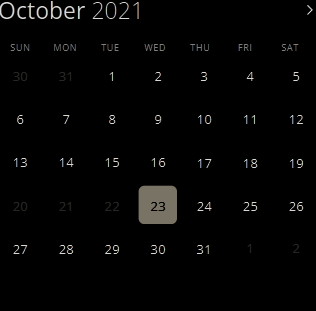 October 2021
SUN MON TUE WED THU FRI SAT
30 31 1 2 3 4 5
6 7 8 9 10 11 12
13 14 15 16 17 18 19
20 21 22 23 24 25 26
27 28 29 30 31 1 2